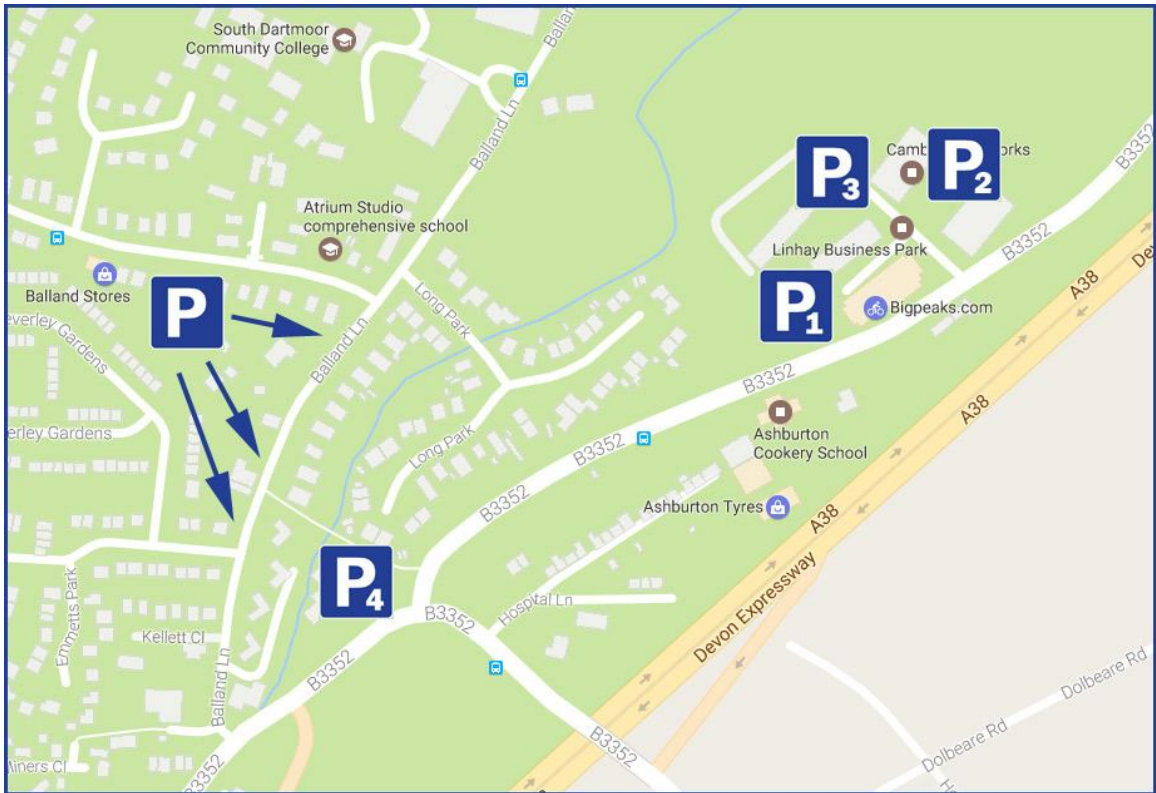 South Dartmoor
Community College
Balland Ln
Balland Ln
B3352
P3
Camb
orks
P2
Atrium Studio
comprehensive school
Linhay Business Park
B3352
A38
Balland Stores
P
Long Park
P1
Bigpeaks.com
Balland Ln
everley Gardens
B3352
A38
erley Gardens
Long Park
B3352
Ashburton
Cookery School
B3352
Ashburton Tyres
A38
P4
Devon Expressway
Hospital Ln
B3352
Emmetts Park
Kellett Cl
B3352
Balland Ln
Dolbeare Rd
Dolbeare Rd
B3352
Miners Cl
B3352